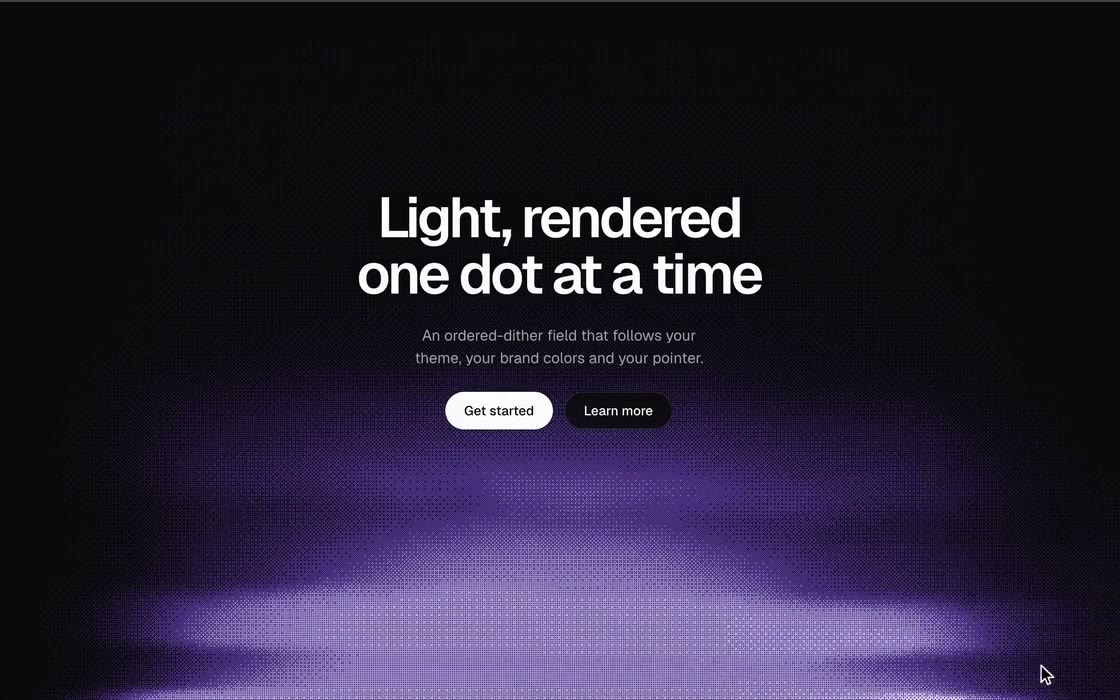 Light, rendered
one dot at a time
An ordered-dither field that follows your
theme, your brand colors and your pointer.
Get started
Learn more